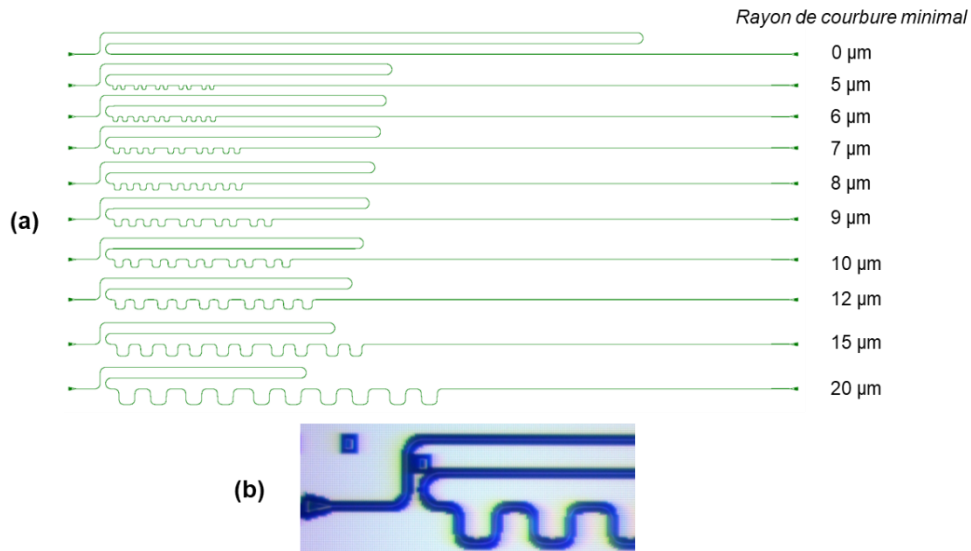 Rayon de courbure minimal
0 µm
5 µm
6 µm
7 µm
8 µm
(a)
9 µm
10 µm
12 µm
15 µm
20 µm
(b)